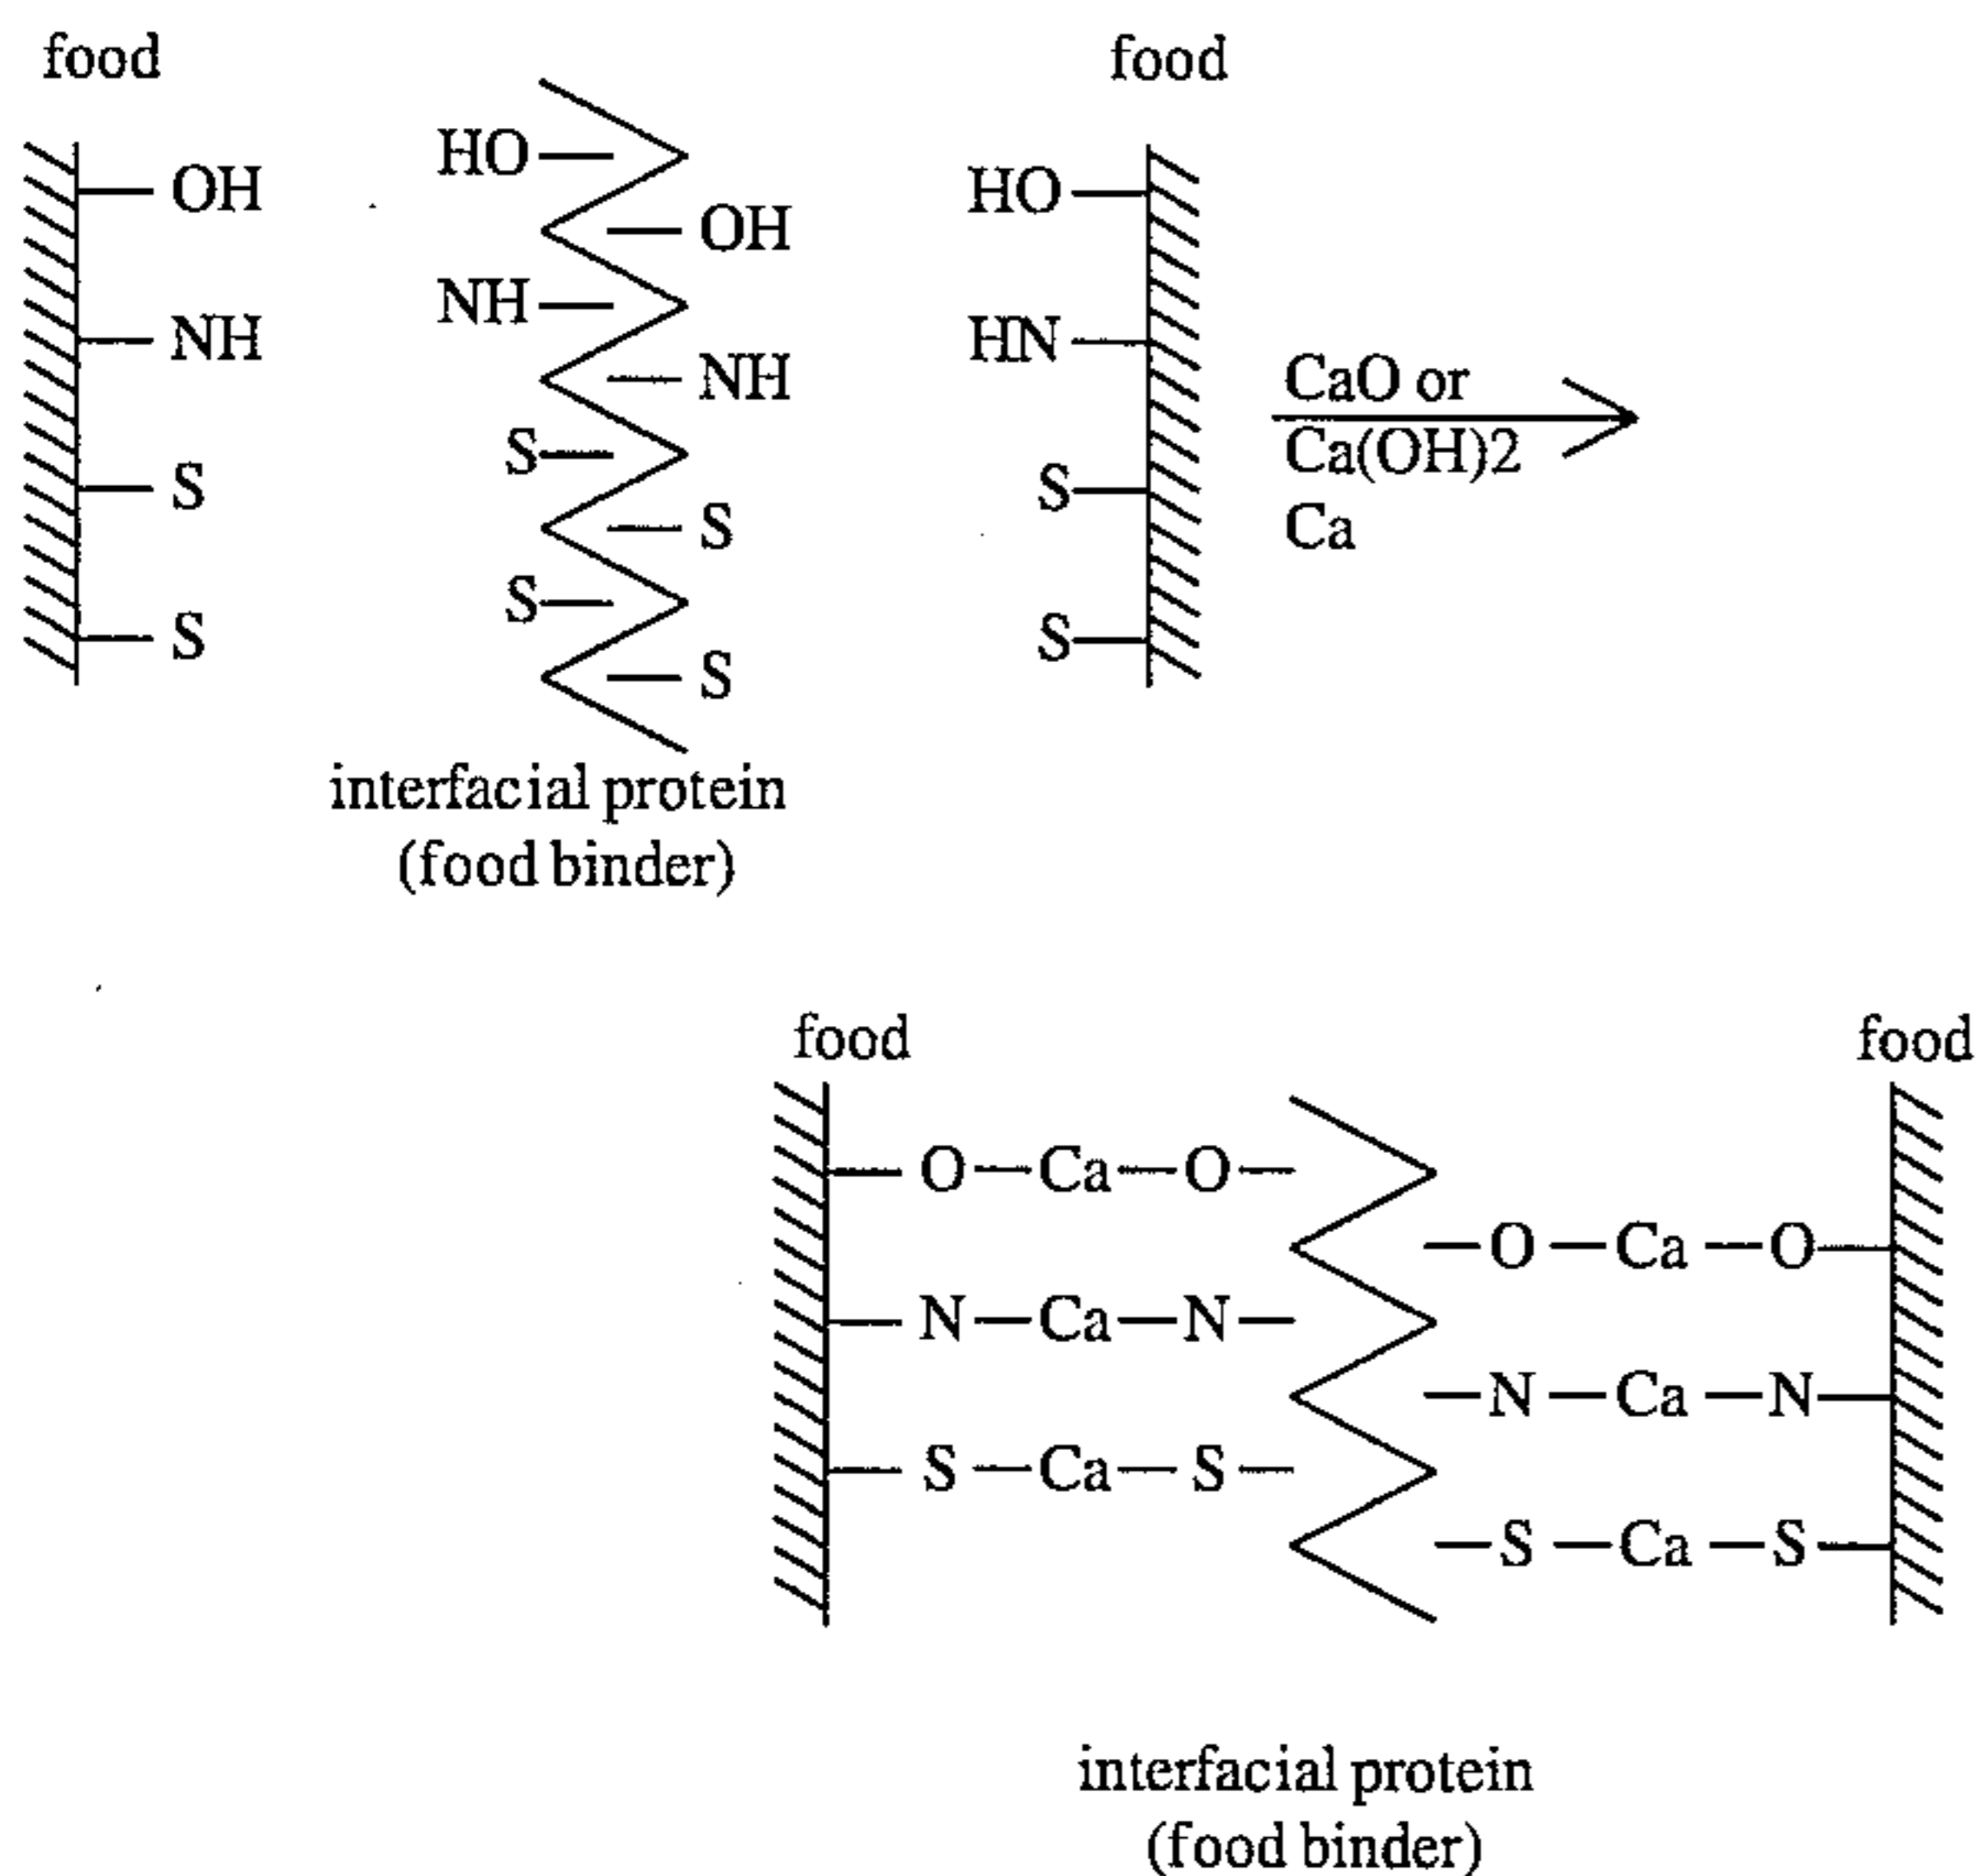 food food
HO
OH HO
OH
NH
NH HN
NH
CaO or
Ca(OH)2
S
S S
S Ca
S
S S
S
interfacial protein
(food binder)
food food
O Ca O
O Ca O
N Ca N
N Ca N
S Ca S
S Ca S
interfacial protein
(food binder)